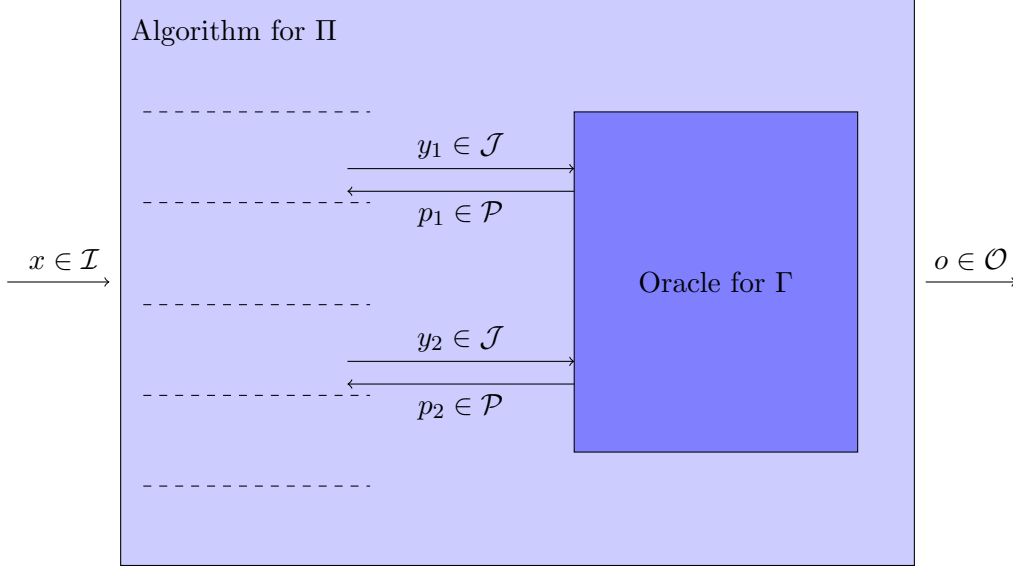 Algorithm for Π
y₁ ∈ 𝒥
p₁ ∈ 𝒫
x ∈ ℐ
Oracle for Γ
o ∈ 𝒪
y₂ ∈ 𝒥
p₂ ∈ 𝒫